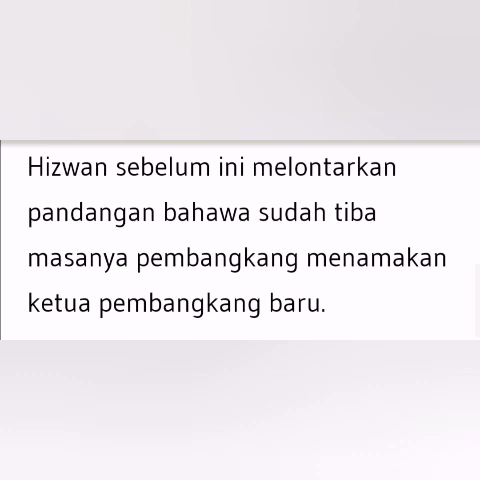 Hizwan sebelum ini melontarkan
pandangan bahawa sudah tiba
masanya pembangkang menamakan
ketua pembangkang baru.